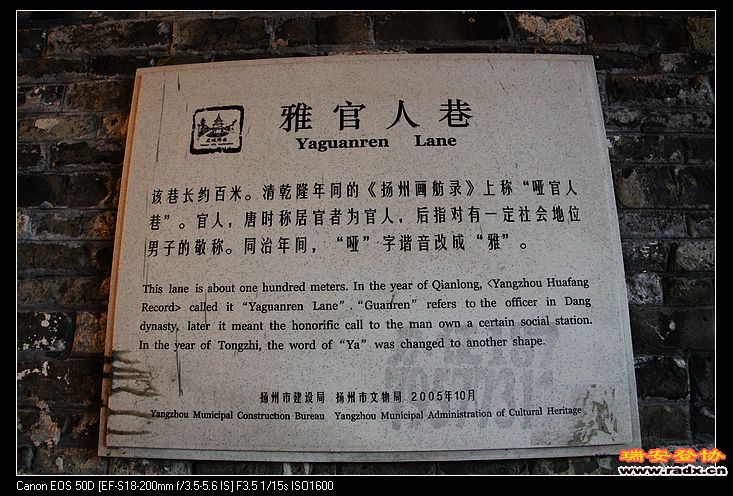 雅官人巷
Yaguanren Lane
该巷长约百米。清乾隆年间的《扬州画舫录》上称“哑官人
巷”。官人，唐时称居官者为官人，后指对有一定社会地位
男子的敬称。同治年间，“哑”字谐音改成“雅”。
This lane is about one hundred meters. In the year of Qianlong, <Yangzhou Huafang
Record> called it “Yaguanren Lane”. “Guanren” refers to the officer in Dang
dynasty, later it meant the honorific call to the man own a certain social station.
In the year of Tongzhi, the word of “Ya” was changed to another shape.
扬州市建设局 扬州市文物局 2005年10月
Yangzhou Municipal Construction Bureau Yangzhou Municipal Administration of Cultural Heritage
瑞安登协
www.radx.cn
Canon EOS 50D [EF-S18-200mm f/3.5-5.6 IS] F3.5 1/15s ISO1600